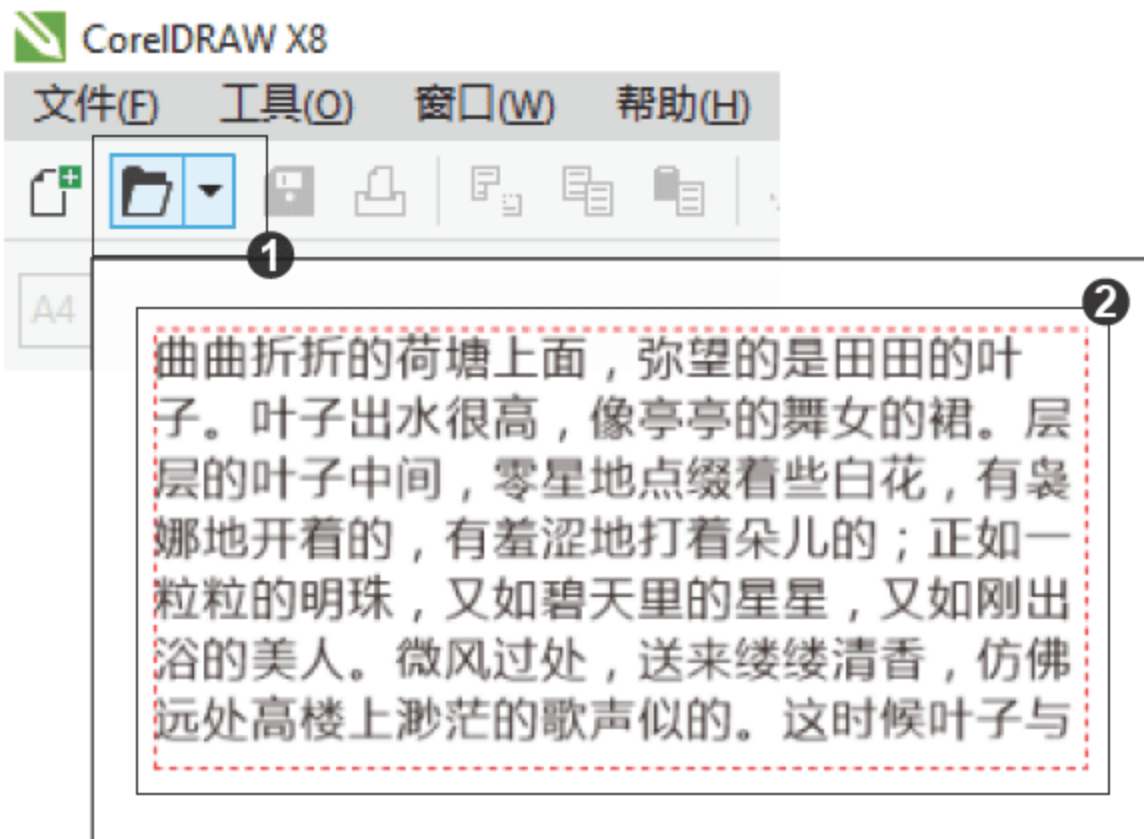 CorelDRAW X8
文件(F) 工具(O) 窗口(W) 帮助(H)
1
A4
2
曲曲折折的荷塘上面，弥望的是田田的叶
子。叶子出水很高，像亭亭的舞女的裙。层
层的叶子中间，零星地点缀着些白花，有袅
娜地开着的，有羞涩地打着朵儿的；正如一
粒粒的明珠，又如碧天里的星星，又如刚出
浴的美人。微风过处，送来缕缕清香，仿佛
远处高楼上渺茫的歌声似的。这时候叶子与